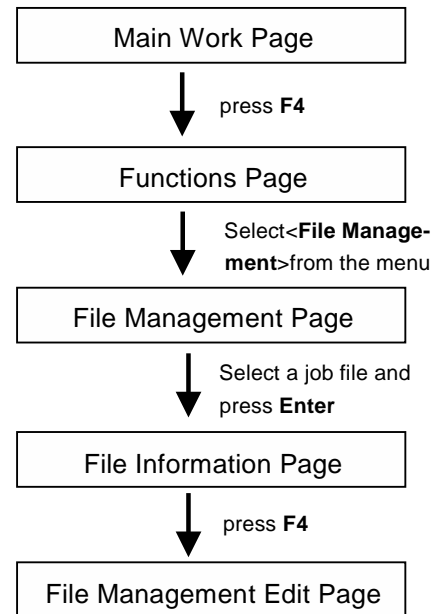 Main Work Page
press F4
Functions Page
Select<File Manage-
ment>from the menu
File Management Page
Select a job file and
press Enter
File Information Page
press F4
File Management Edit Page